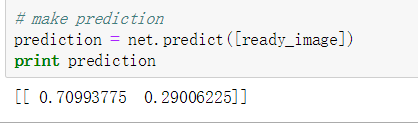 # make prediction
prediction = net.predict([ready_image])
print prediction
[[ 0.70993775  0.29006225]]